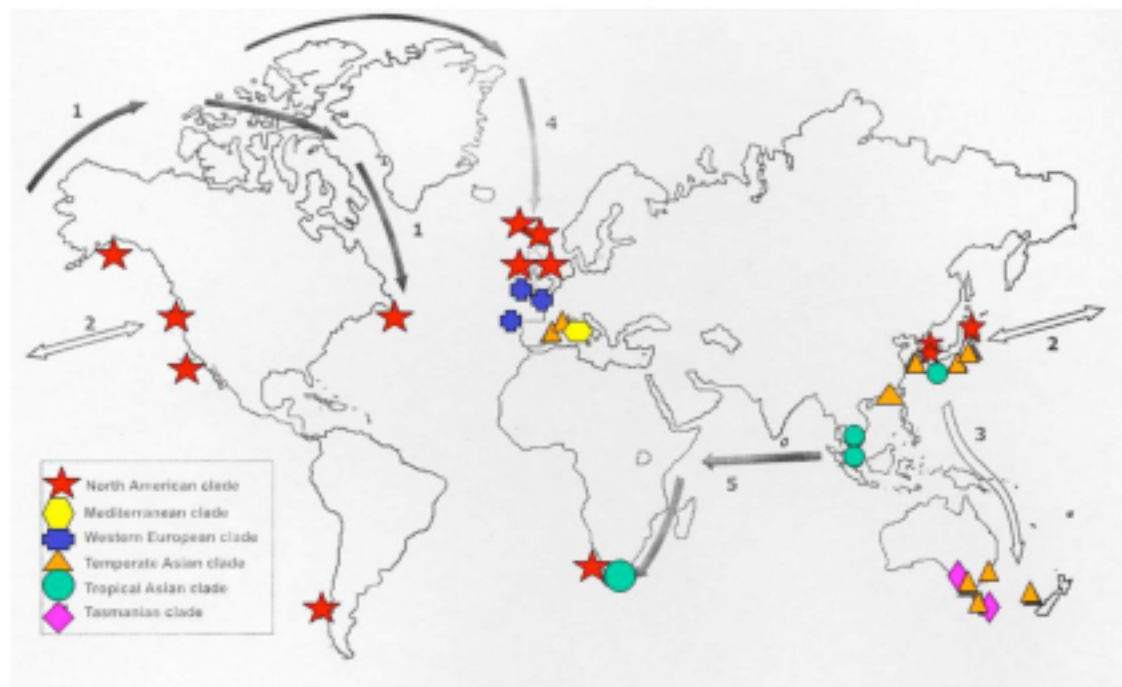 1
4
1
2
2
3
5
North American clade
Mediterranean clade
Western European clade
Temperate Asian clade
Tropical Asian clade
Tasmanian clade